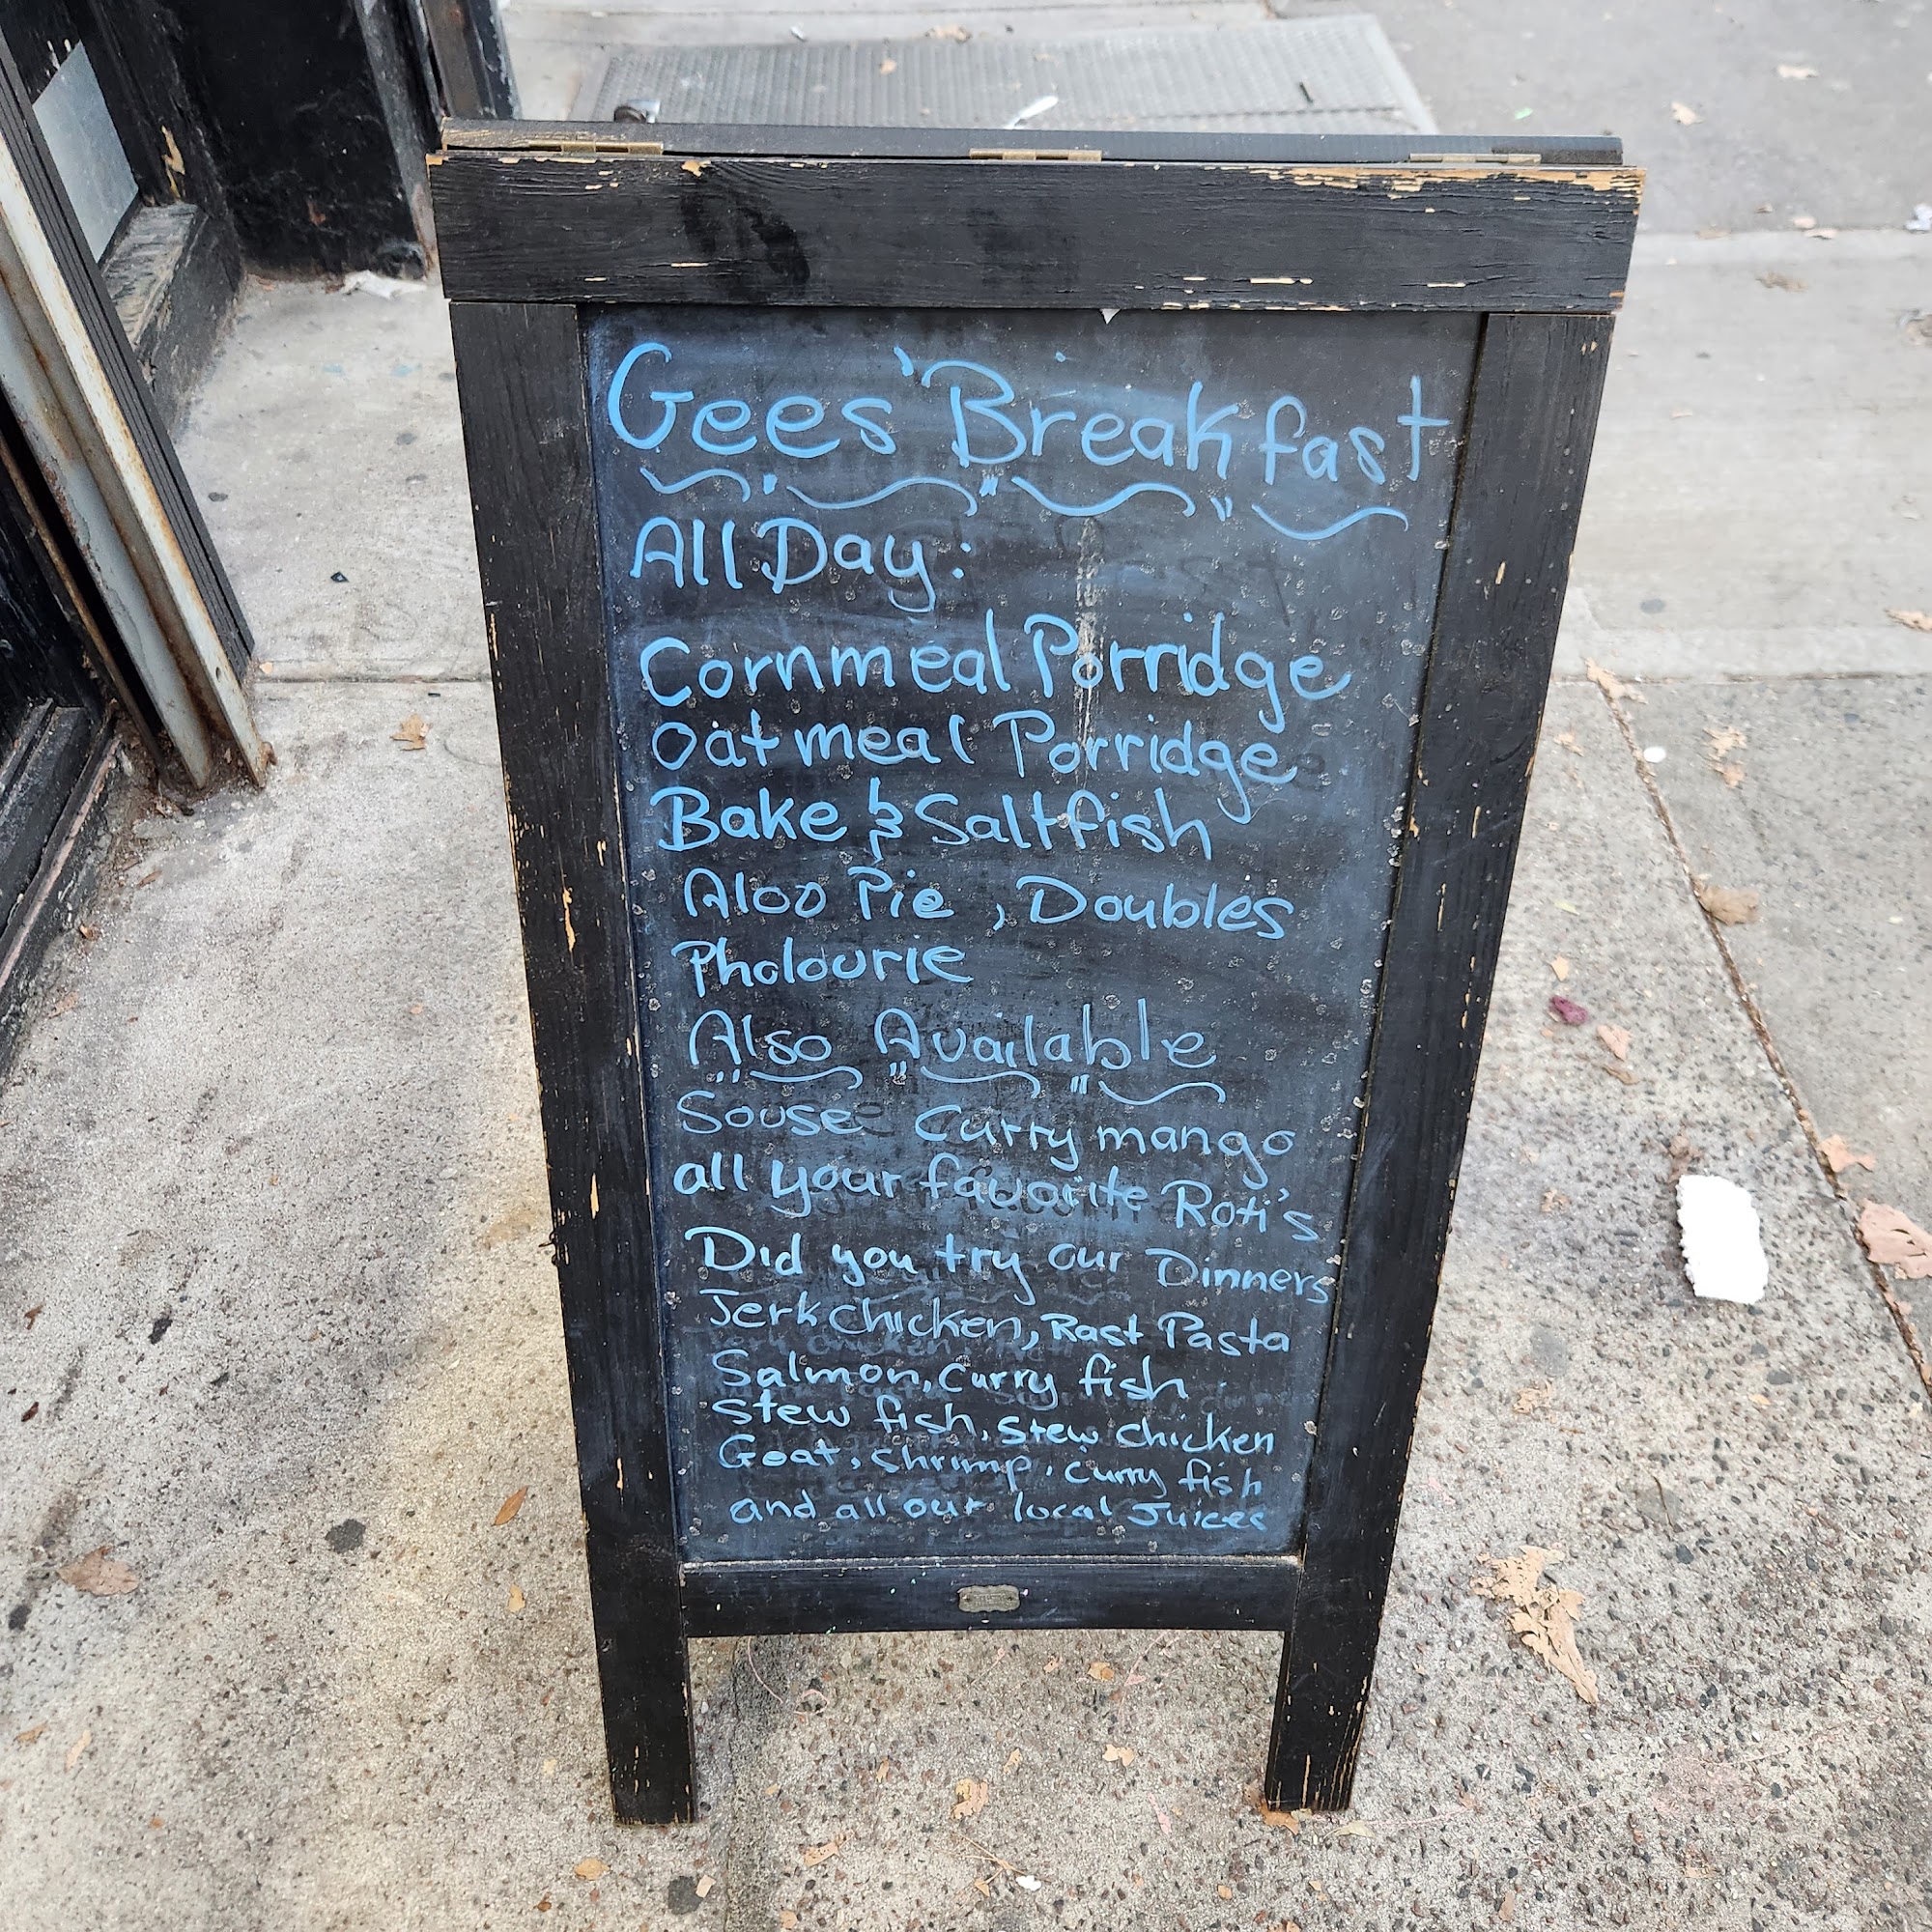 Gees' Breakfast
All Day:
Cornmeal Porridge
Oatmeal Porridge
Bake & Saltfish
Aloo Pie, Doubles
Pholourie
Also Available
Souse Curry mango,
all your favorite Roti's
Did you try our Dinners
Jerk Chicken, Rast Pasta
Salmon, Curry fish
Stew fish, Stew Chicken
Goat, Shrimp, Curry fish
and all our local Juices